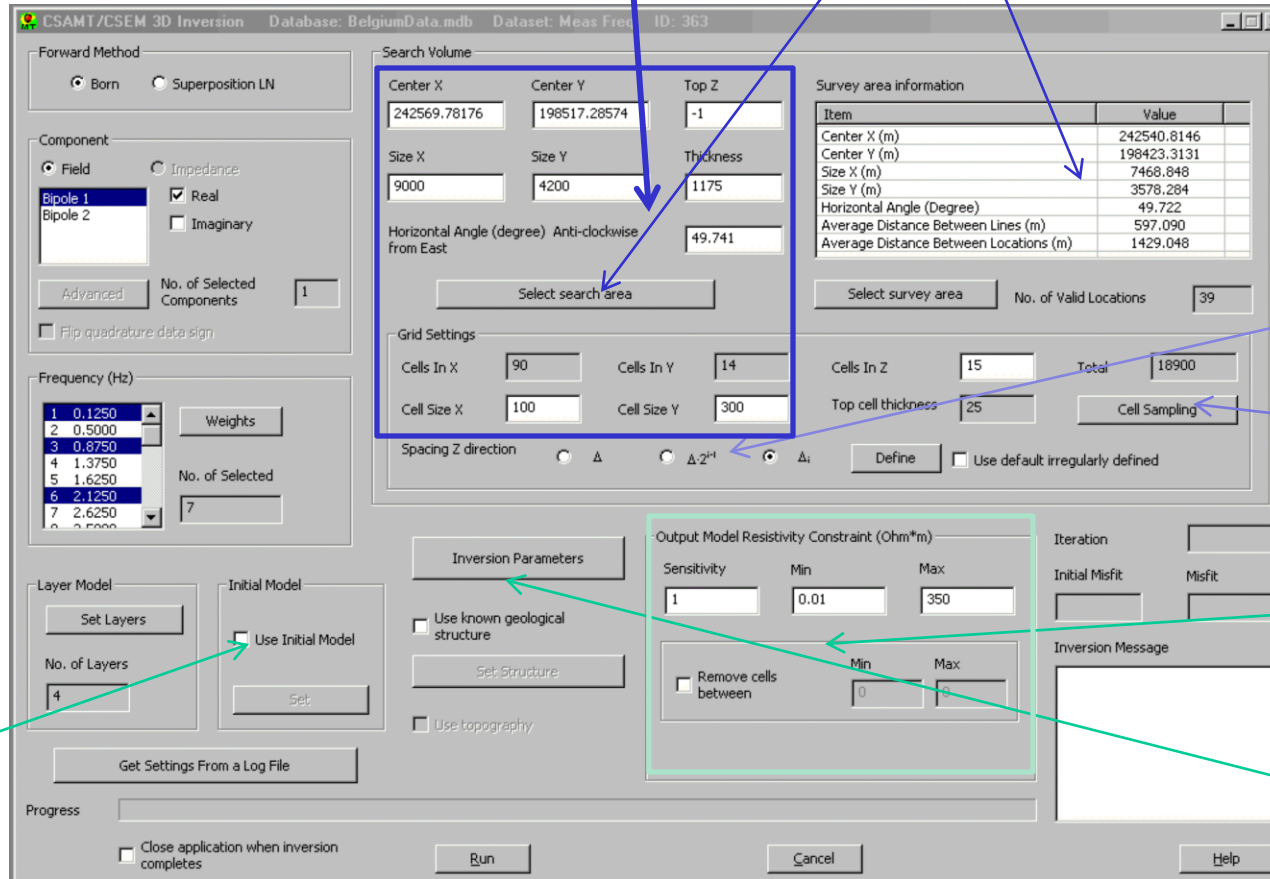 CSAMT/CSEM 3D Inversion Database: BelgiumData.mdb Dataset: Meas Freq ID: 363
Forward Method
Born Superposition LN
Component
Field Impedance
Bipole 1
Bipole 2
Real
Imaginary
Advanced
No. of Selected
Components
1
Flip quadrature data sign
Frequency (Hz)
1 0.1250
2 0.5000
3 0.8750
4 1.3750
5 1.6250
6 2.1250
7 2.6250
Weights
No. of Selected
7
Layer Model
Set Layers
No. of Layers
4
Initial Model
Use Initial Model
Set
Get Settings From a Log File
Search Volume
Center X Center Y Top Z
242569.78176 198517.28574 -1
Size X Size Y Thickness
9000 4200 1175
Horizontal Angle (degree) Anti-clockwise
from East
49.741
Select search area
Survey area information
Item Value
Center X (m) 242540.8146
Center Y (m) 198423.3131
Size X (m) 7468.848
Size Y (m) 3578.284
Horizontal Angle (Degree) 49.722
Average Distance Between Lines (m) 597.090
Average Distance Between Locations (m) 1429.048
Select survey area No. of Valid Locations 39
Grid Settings
Cells In X 90 Cells In Y 14 Cells In Z 15 Total 18900
Cell Size X 100 Cell Size Y 300 Top cell thickness 25 Cell Sampling
Spacing Z direction Δ Δ·2^i-1 Δi Define Use default irregularly defined
Inversion Parameters
Use known geological
structure
Set Structure
Use topography
Output Model Resistivity Constraint (Ohm*m)
Sensitivity Min Max
1 0.01 350
Remove cells
between
Min Max
0 0
Iteration
Initial Misfit Misfit
Inversion Message
Progress
Close application when inversion
completes
Run Cancel Help